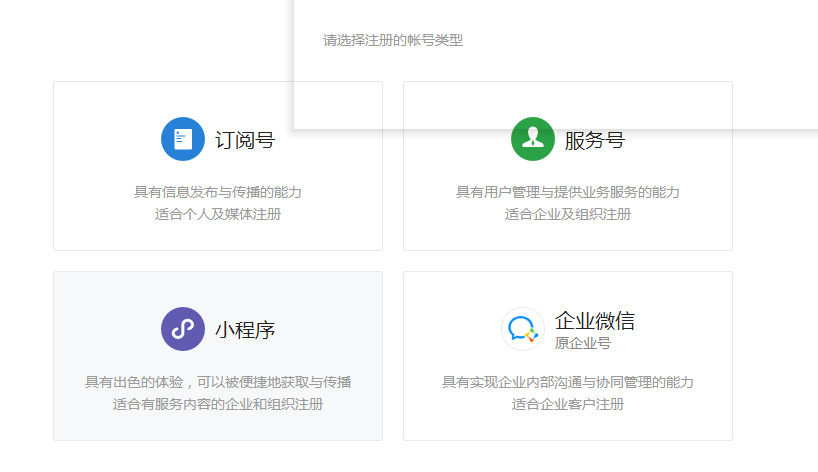 请选择注册的帐号类型
订阅号
具有信息发布与传播的能力
适合个人及媒体注册
服务号
具有用户管理与提供业务服务的能力
适合企业及组织注册
小程序
具有出色的体验，可以被便捷地获取与传播
适合有服务内容的企业和组织注册
企业微信
原企业号
具有实现企业内部沟通与协同管理的能力
适合企业客户注册